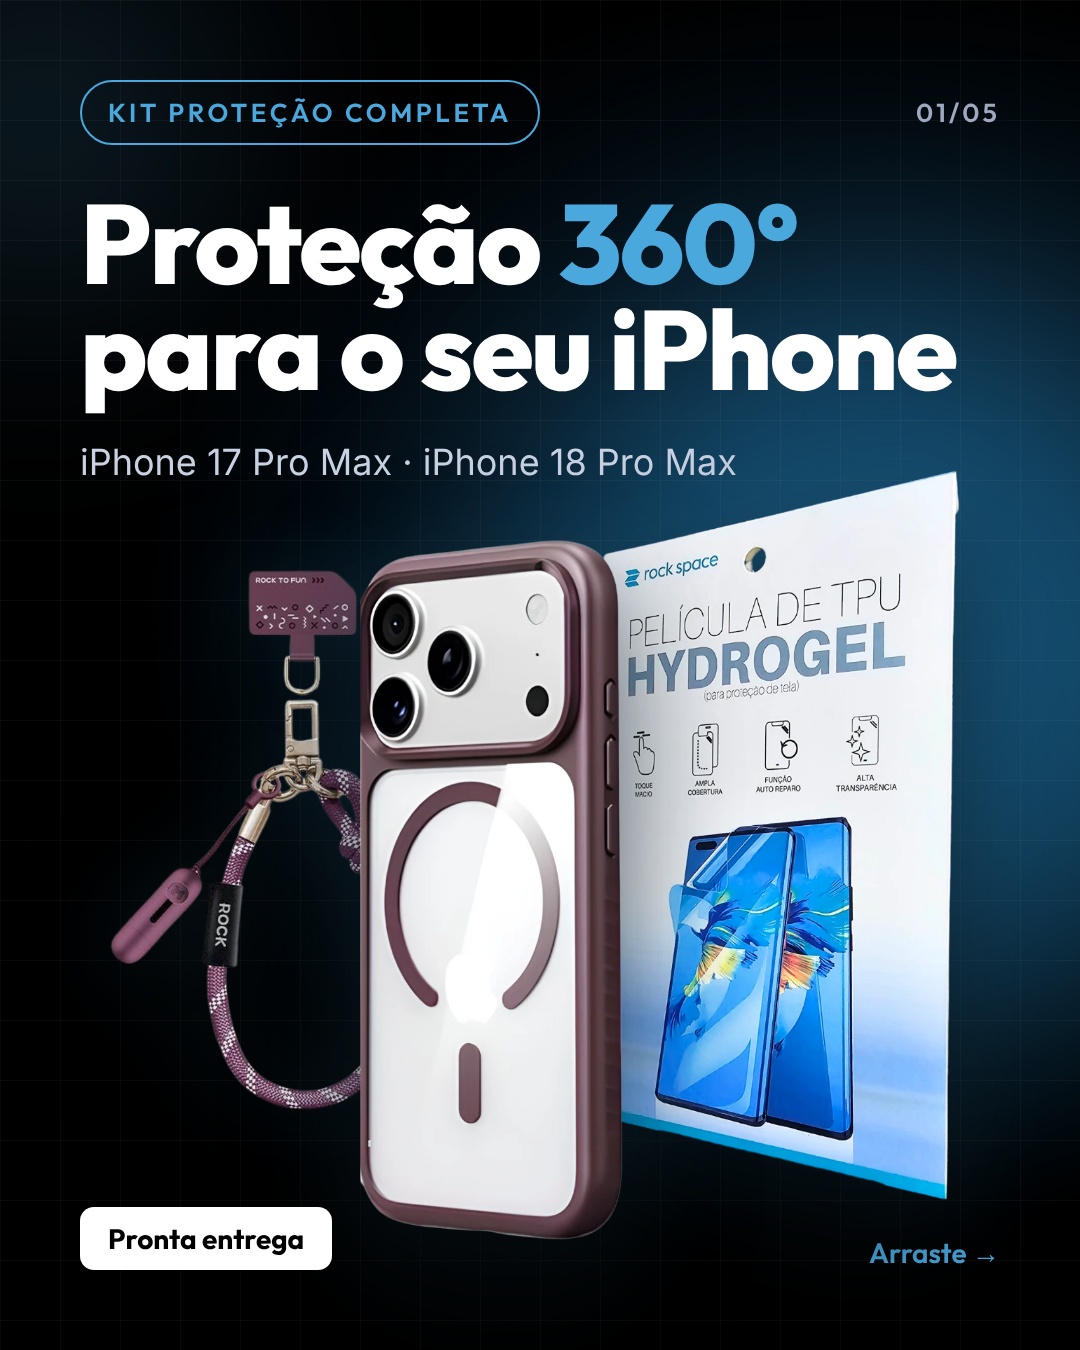 KIT PROTEÇÃO COMPLETA
01/05
Proteção 360°
para o seu iPhone
iPhone 17 Pro Max · iPhone 18 Pro Max
rock space
PELÍCULA DE TPU
HYDROGEL
(para proteção de tela)
TOQUE
MACIO
AMPLA
COBERTURA
FUNÇÃO
AUTO REPARO
ALTA
TRANSPARÊNCIA
ROCK TO FUN
ROCK
Pronta entrega
Arraste →